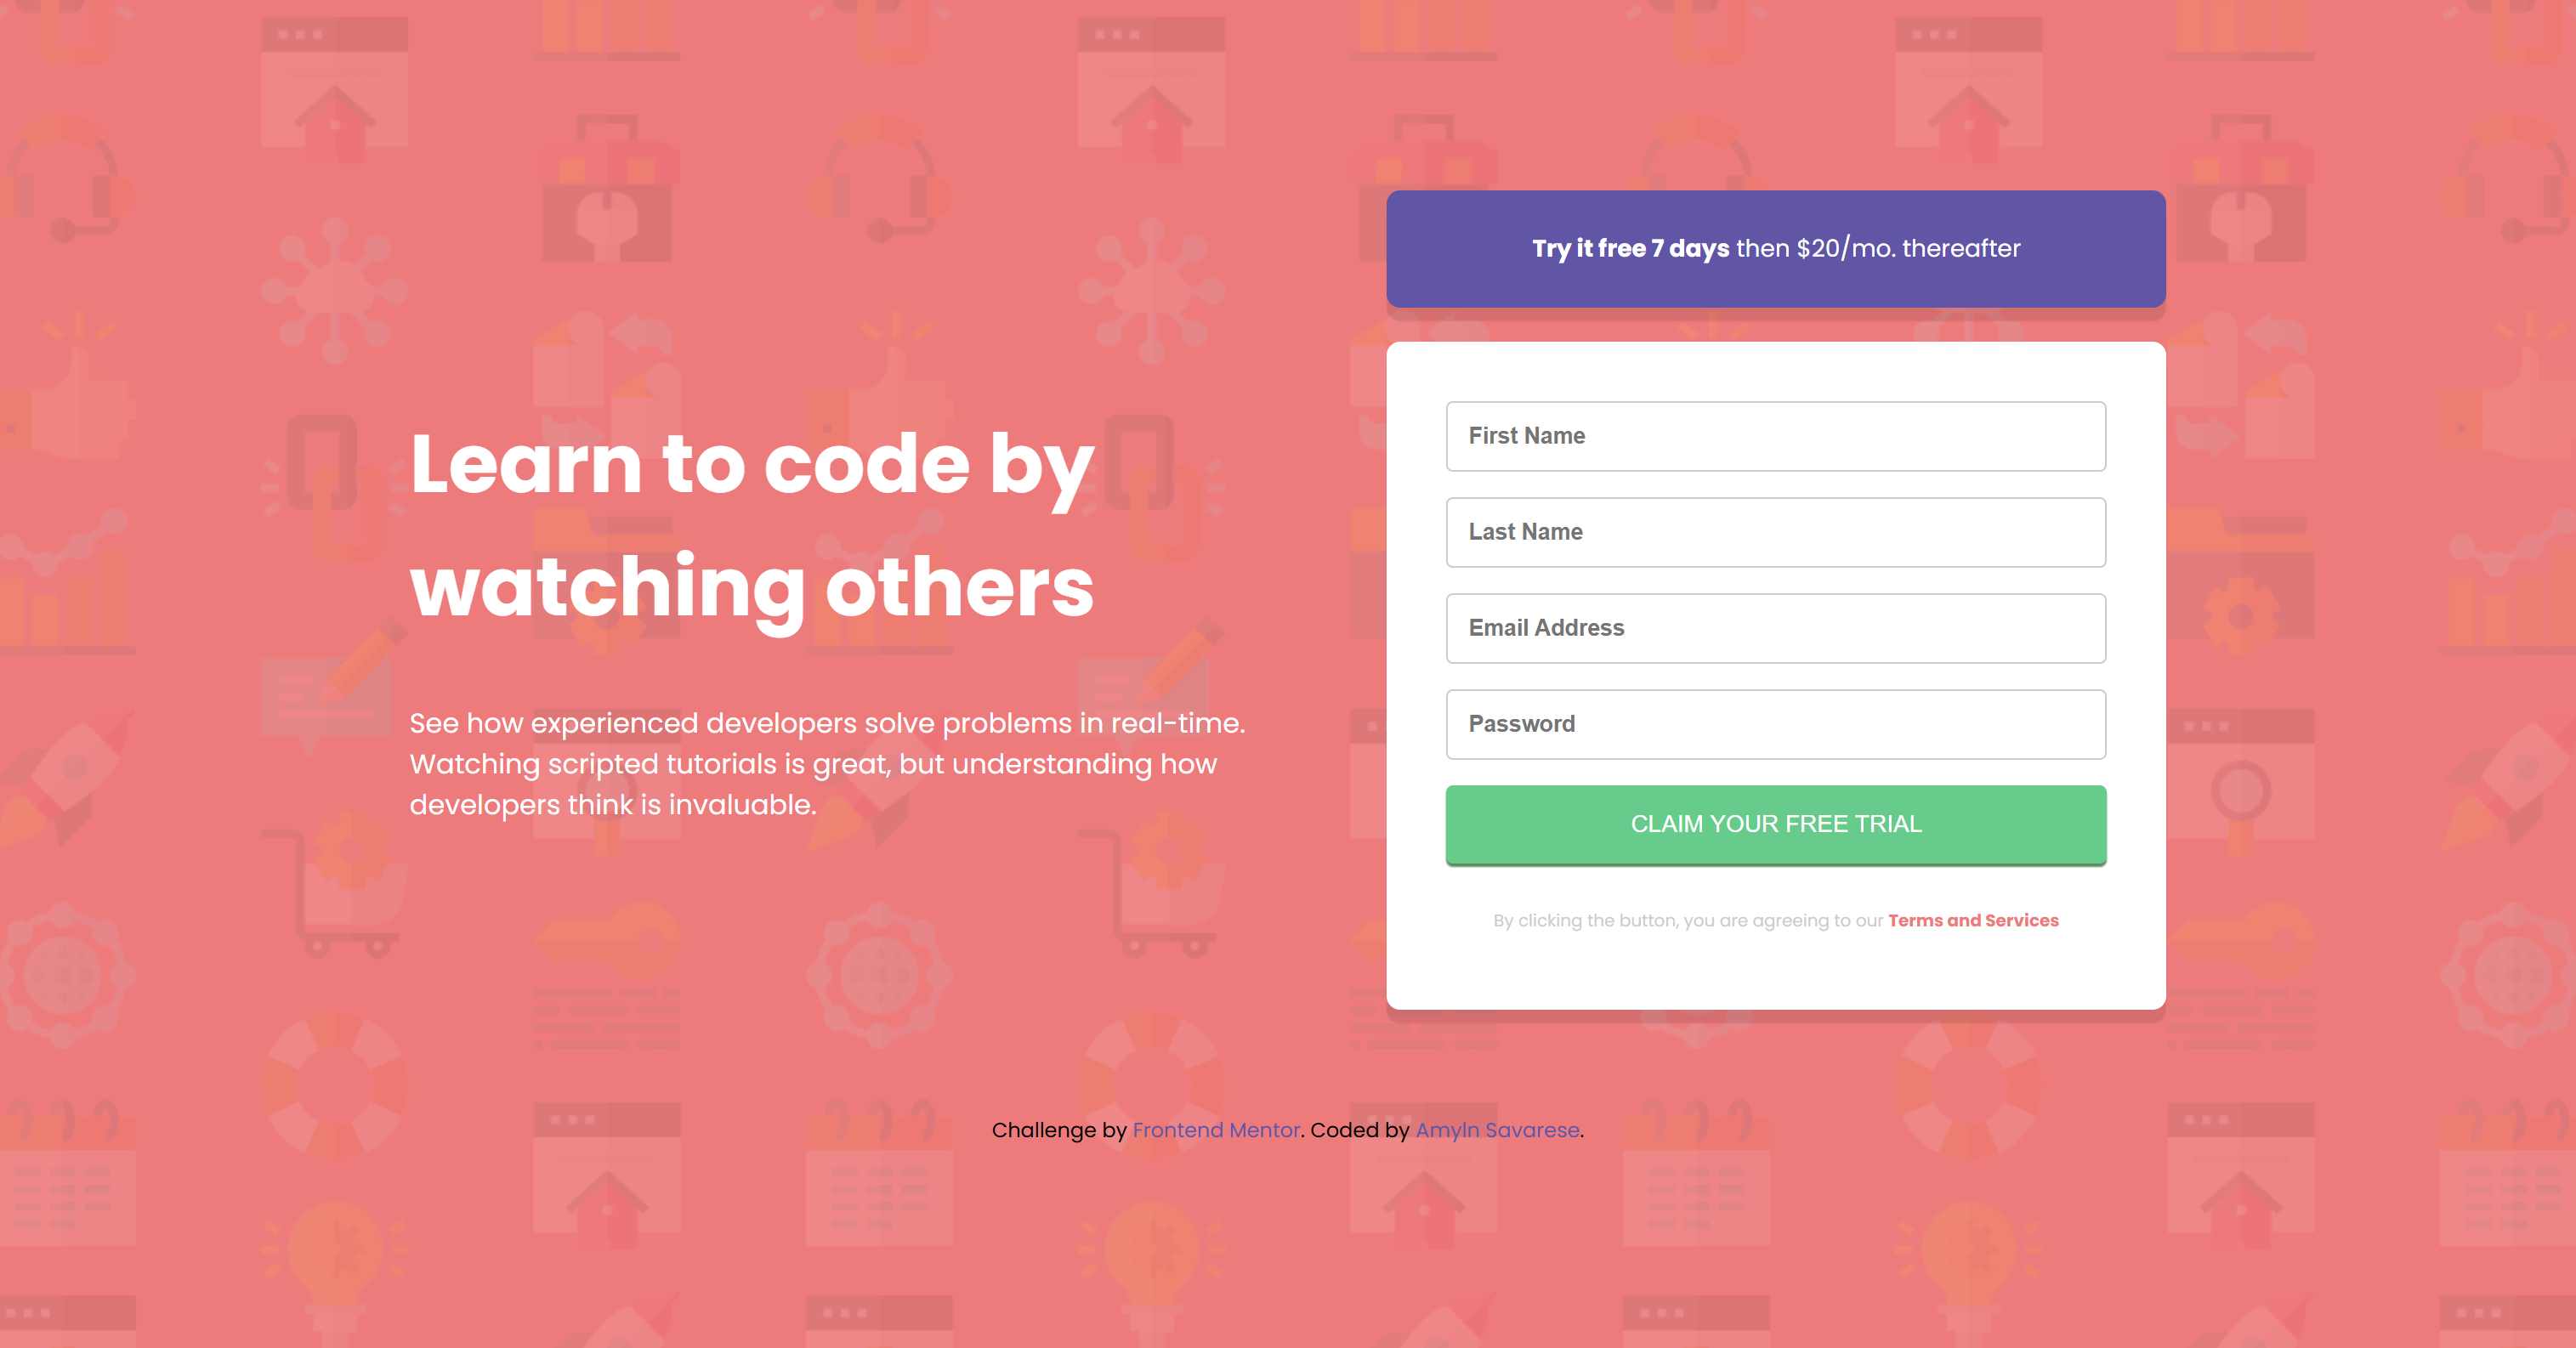 Learn to code by
watching others
See how experienced developers solve problems in real-time.
Watching scripted tutorials is great, but understanding how
developers think is invaluable.
Try it free 7 days then $20/mo. thereafter
First Name
Last Name
Email Address
Password
CLAIM YOUR FREE TRIAL
By clicking the button, you are agreeing to our Terms and Services
Challenge by Frontend Mentor. Coded by Amyln Savarese.